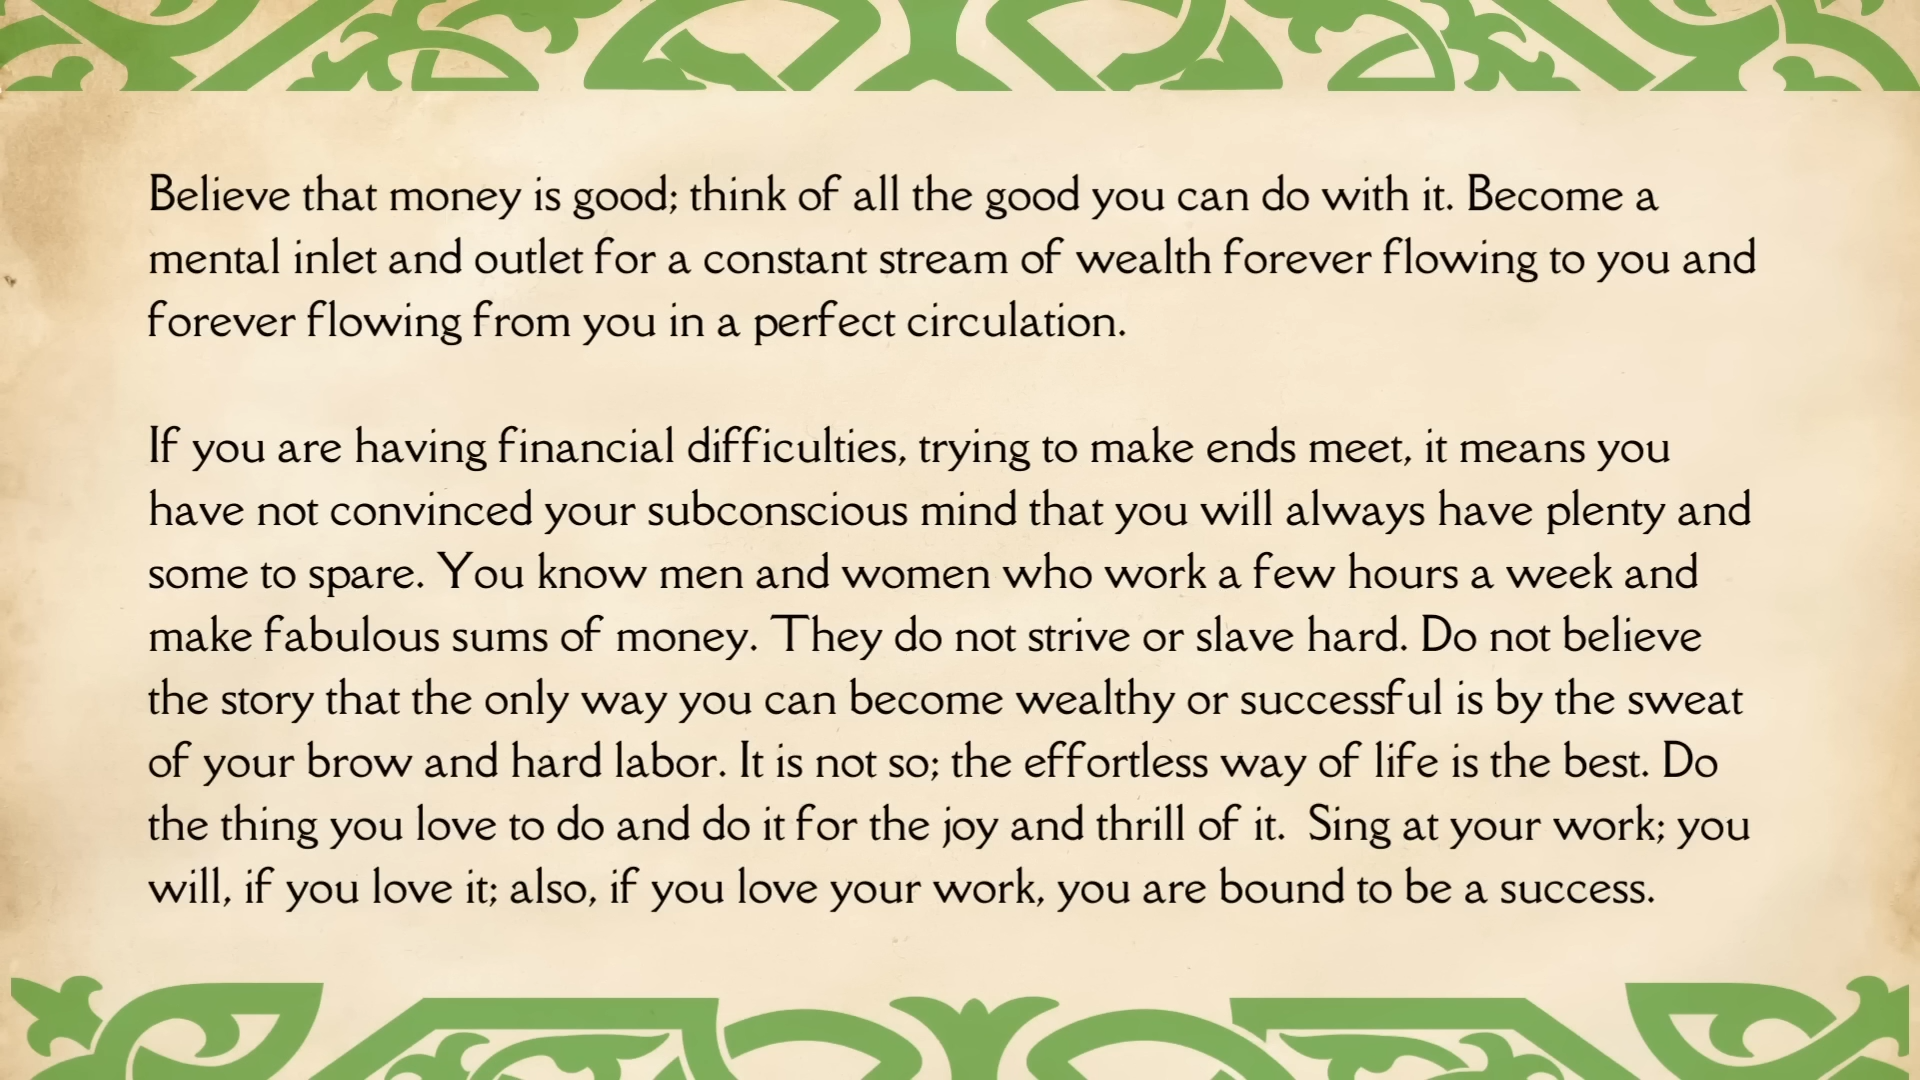 Believe that money is good; think of all the good you can do with it. Become a
mental inlet and outlet for a constant stream of wealth forever flowing to you and
forever flowing from you in a perfect circulation.
If you are having financial difficulties, trying to make ends meet, it means you
have not convinced your subconscious mind that you will always have plenty and
some to spare. You know men and women who work a few hours a week and
make fabulous sums of money. They do not strive or slave hard. Do not believe
the story that the only way you can become wealthy or successful is by the sweat
of your brow and hard labor. It is not so; the effortless way of life is the best. Do
the thing you love to do and do it for the joy and thrill of it.  Sing at your work; you
will, if you love it; also, if you love your work, you are bound to be a success.